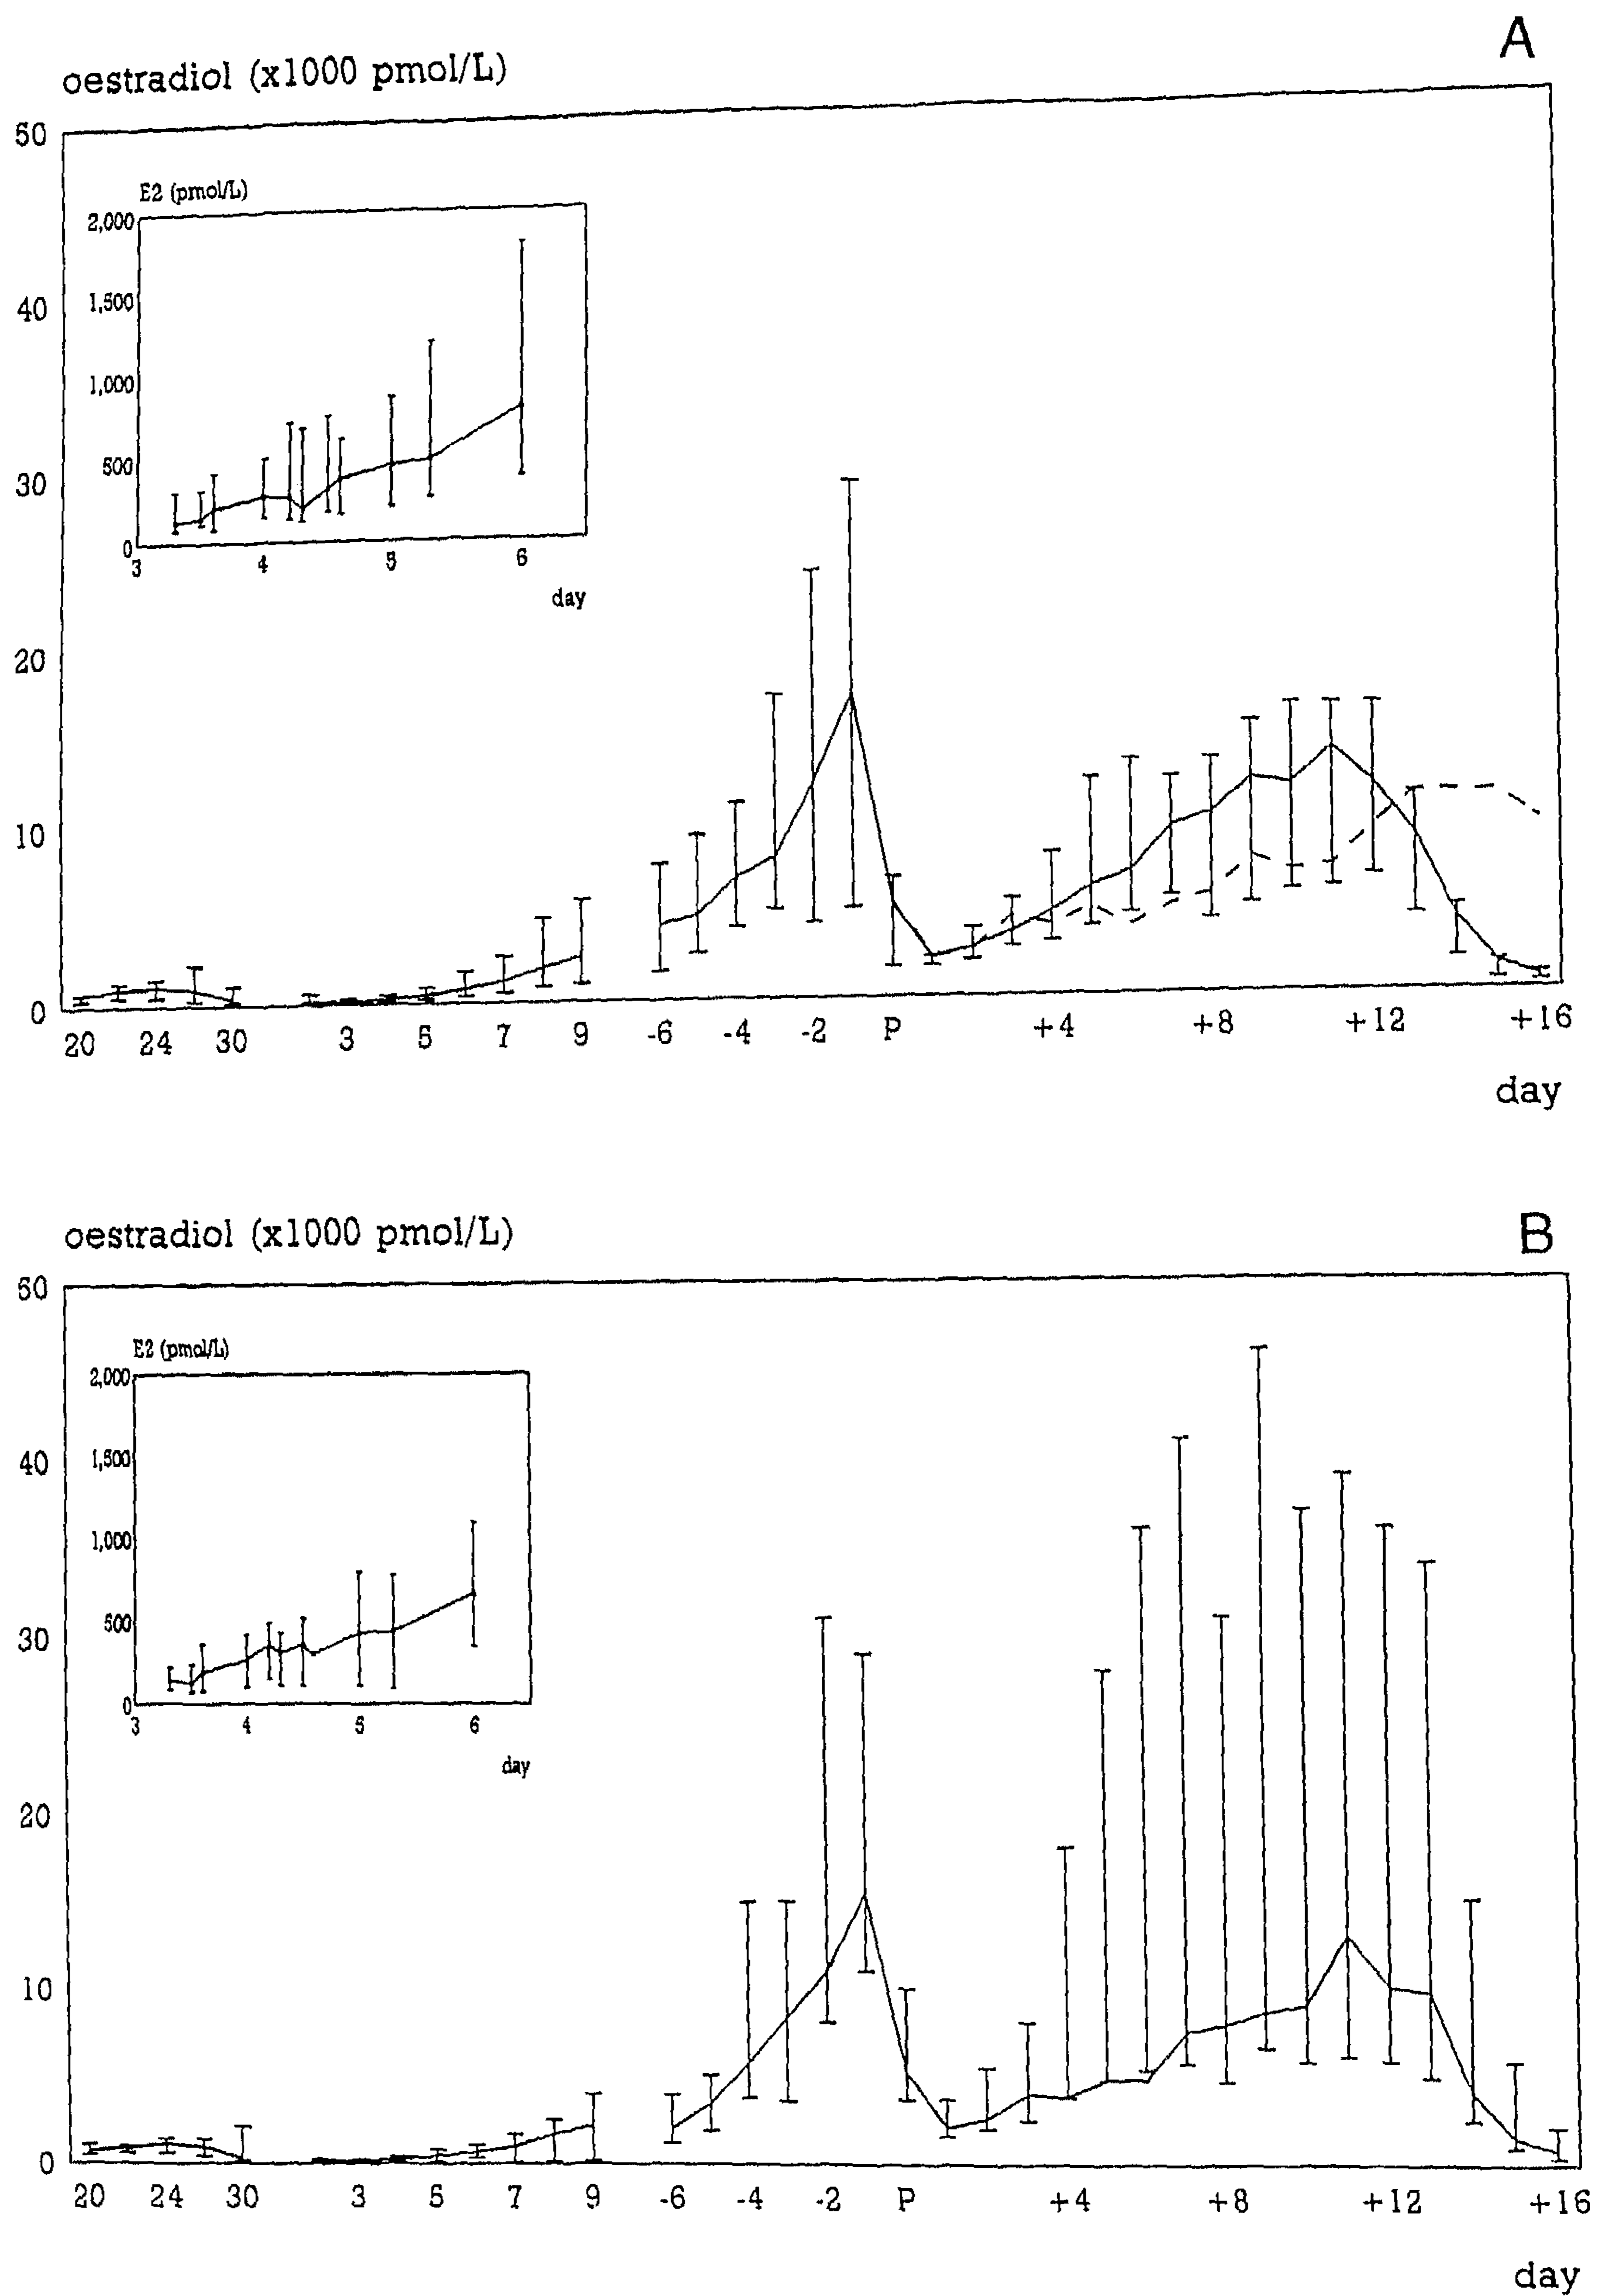 A
oestradiol (x1000 pmol/L)
50
E2 (pmol/L)
2,000
1,500
40
1,000
30
500
0
3 4 5 6
day
20
10
0
20 24 30 3 5 7 9 -6 -4 -2 P +4 +8 +12 +16
day
B
oestradiol (x1000 pmol/L)
50
E2 (pmol/L)
2,000
1,500
40
1,000
30
500
0
3 4 5 6
day
20
10
0
20 24 30 3 5 7 9 -6 -4 -2 P +4 +8 +12 +16
day